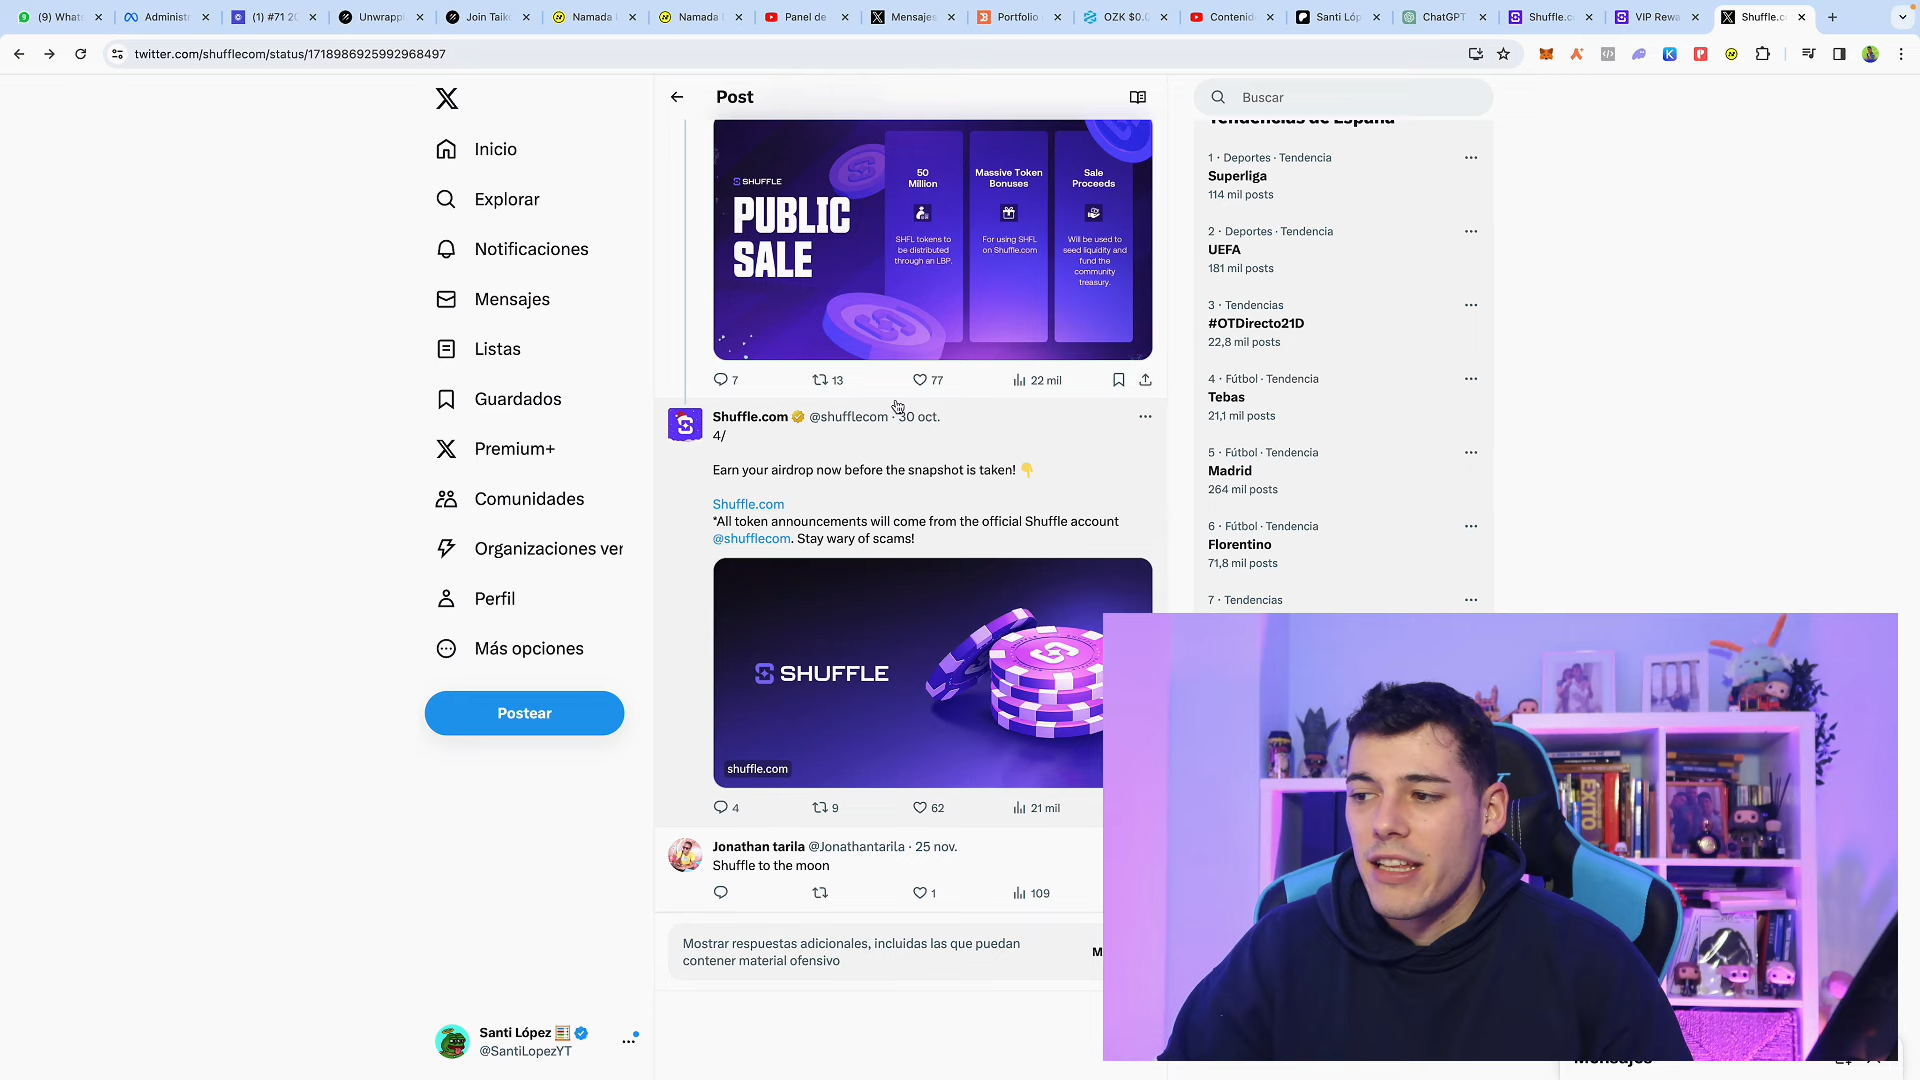 (9) Whats
Administ
(1) #71 20
Unwrappi
Join Taiko
Namada
Namada
Panel de
Mensajes
Portfolio
OZK $0.0
Contenid
Santi Lóp
ChatGPT
Shuffle.c
VIP Rewa
Shuffle.c
twitter.com/shufflecom/status/1718986925992968497
Inicio
Explorar
Notificaciones
Mensajes
Listas
Guardados
Premium+
Comunidades
Organizaciones ver
Perfil
Más opciones
Postear
Santi López
@SantiLopezYT
Post
SHUFFLE
PUBLIC
SALE
50
Million
SHFL tokens to
be distributed
through an LBP.
Massive Token
Bonuses
For using SHFL
on Shuffle.com
Sale
Proceeds
Will be used to
seed liquidity and
fund the
community
treasury.
7 13 77 22 mil
Shuffle.com @shufflecom · 30 oct.
4/
Earn your airdrop now before the snapshot is taken! 👇
Shuffle.com
*All token announcements will come from the official Shuffle account
@shufflecom. Stay wary of scams!
SHUFFLE
shuffle.com
4 9 62 21 mil
Jonathan tarila @Jonathantarila · 25 nov.
Shuffle to the moon
1 109
Mostrar respuestas adicionales, incluidas las que puedan
contener material ofensivo
M
Buscar
Tendencias de España
1 · Deportes · Tendencia
Superliga
114 mil posts
2 · Deportes · Tendencia
UEFA
181 mil posts
3 · Tendencias
#OTDirecto21D
22,8 mil posts
4 · Fútbol · Tendencia
Tebas
21,1 mil posts
5 · Fútbol · Tendencia
Madrid
264 mil posts
6 · Fútbol · Tendencia
Florentino
71,8 mil posts
7 · Tendencias
ÉXITO
Mensajes